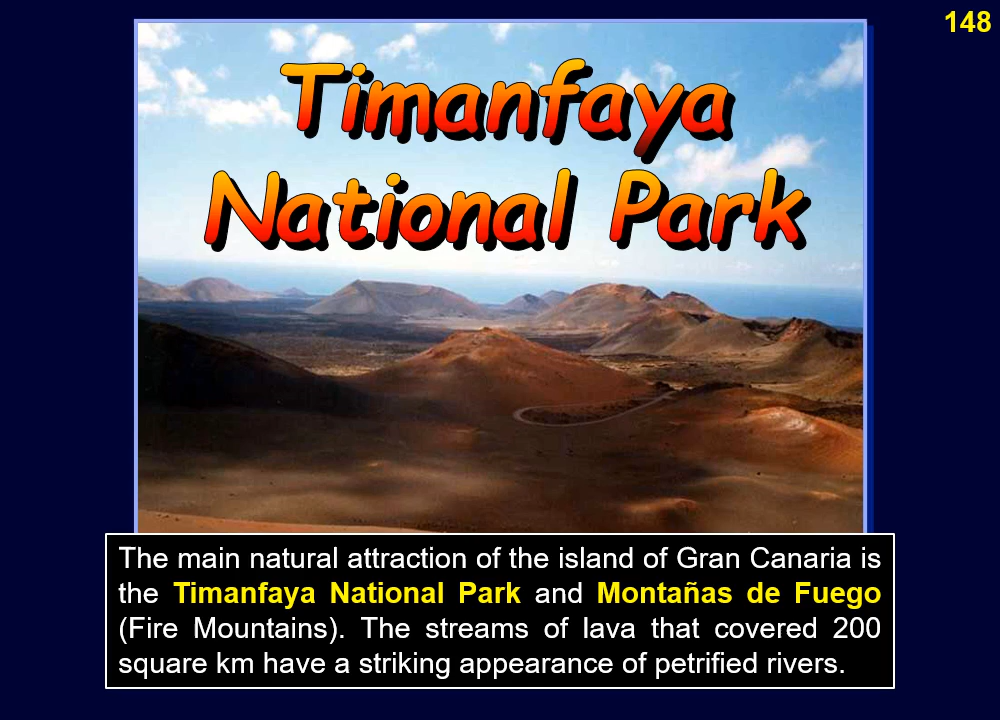 148
Timanfaya
National Park
The main natural attraction of the island of Gran Canaria is
the Timanfaya National Park and Montañas de Fuego
(Fire Mountains). The streams of lava that covered 200
square km have a striking appearance of petrified rivers.